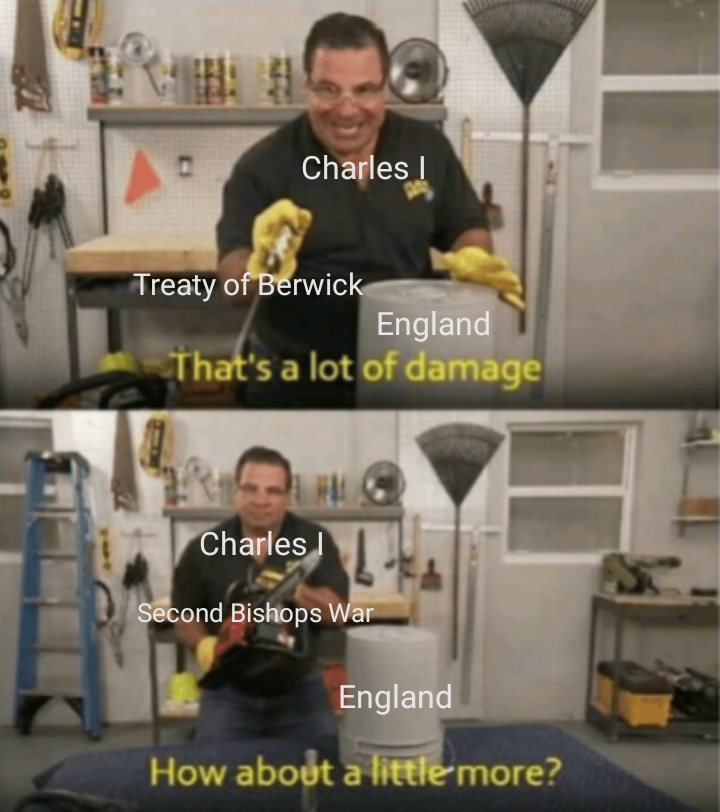 Charles I
Treaty of Berwick
England
That's a lot of damage
Charles I
Second Bishops War
England
How about a little more?